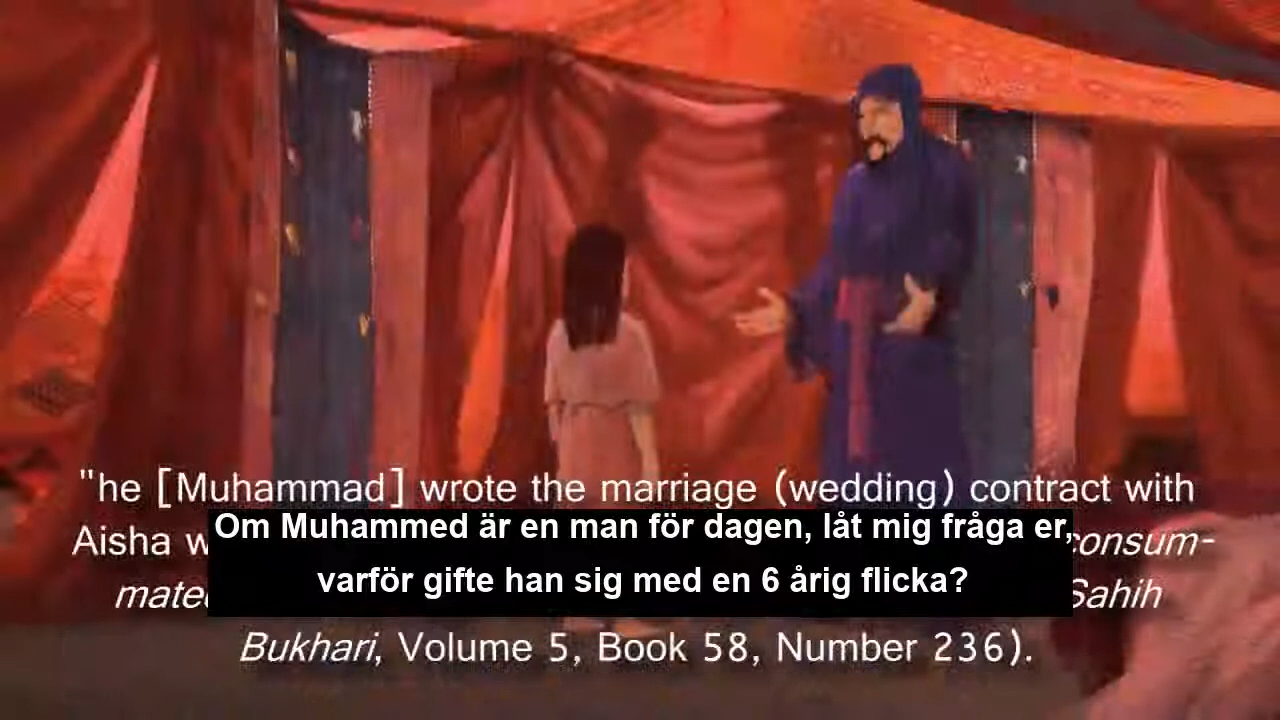 "he [Muhammad] wrote the marriage (wedding) contract with
Aisha
Om Muhammed är en man för dagen, låt mig fråga er,
consum-
varför gifte han sig med en 6 årig flicka?
Sahih
Bukhari, Volume 5, Book 58, Number 236).